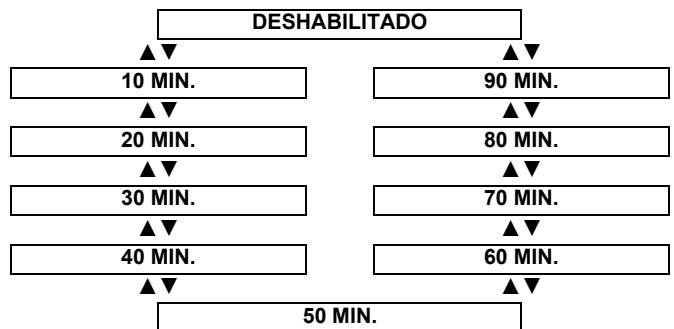 DESHABILITADO
▲▼ ▲▼
10 MIN. 90 MIN.
▲▼ ▲▼
20 MIN. 80 MIN.
▲▼ ▲▼
30 MIN. 70 MIN.
▲▼ ▲▼
40 MIN. 60 MIN.
▲▼ ▲▼
50 MIN.